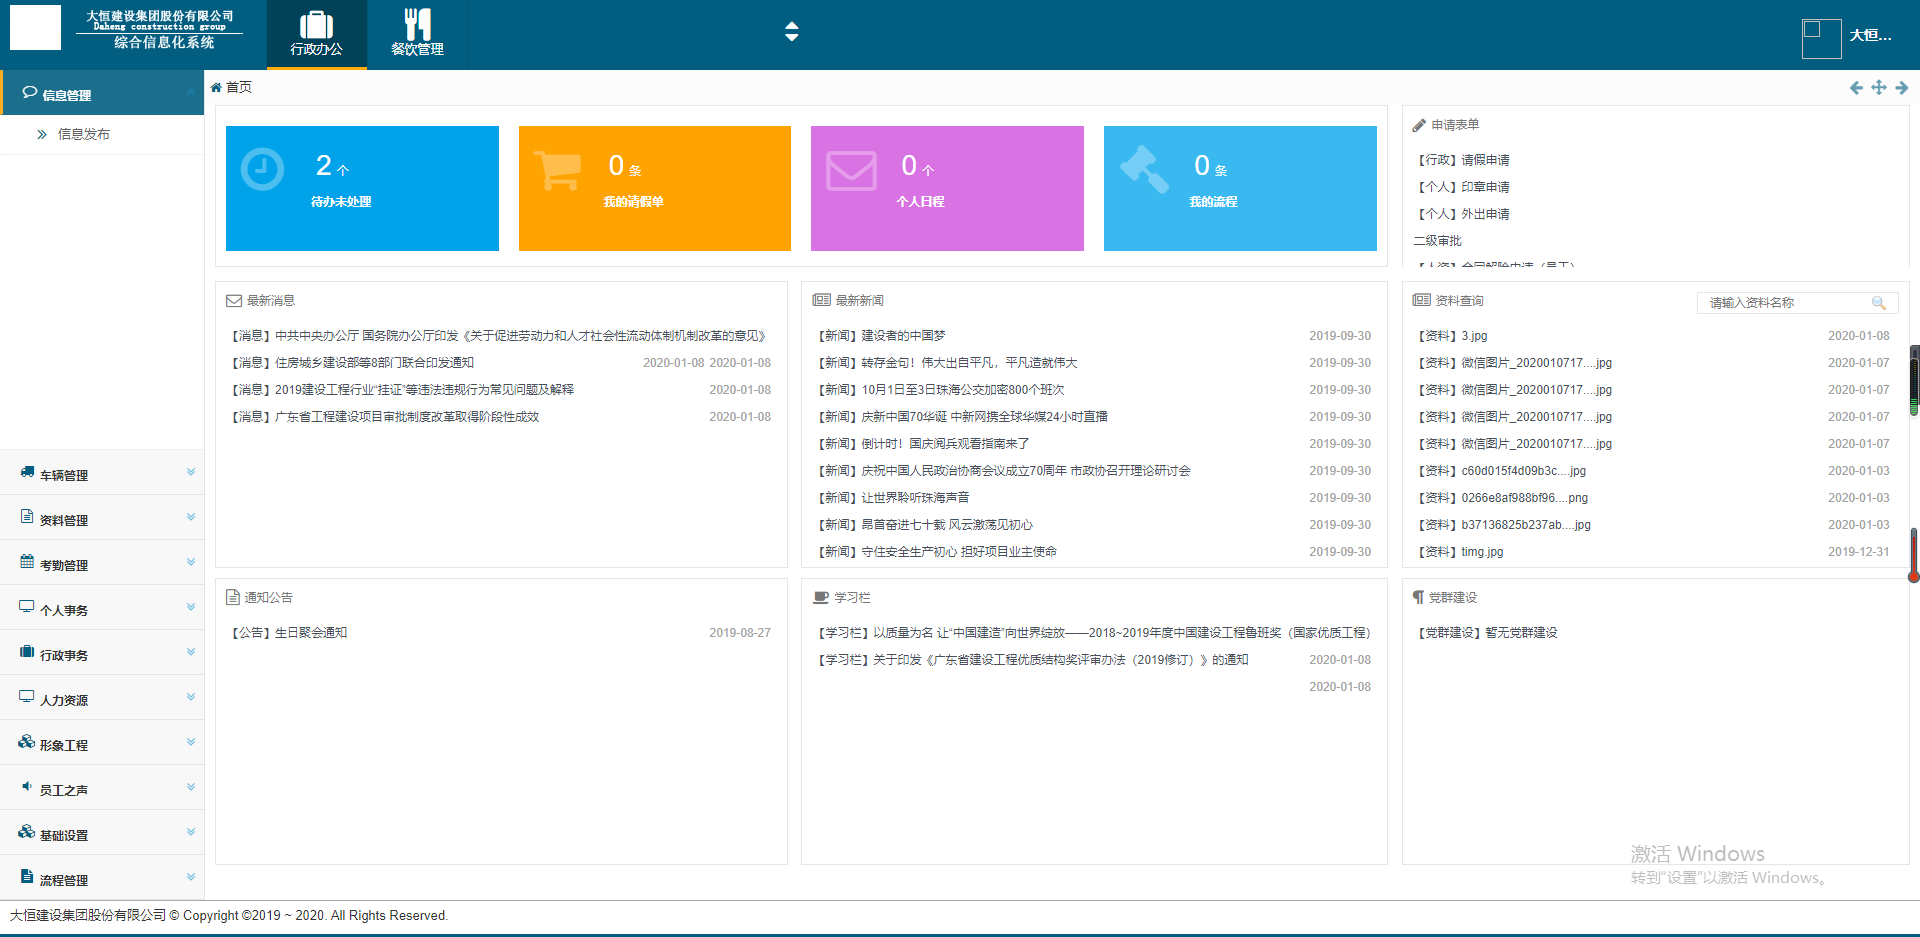 大恒建设集团股份有限公司
Daheng construction group
综合信息化系统
行政办公
餐饮管理
大恒...
信息管理
信息发布
车辆管理
资料管理
考勤管理
个人事务
行政事务
人力资源
形象工程
员工之声
基础设置
流程管理
首页
2 个
待办未处理
0 条
我的请假单
0 个
个人日程
0 条
我的流程
申请表单
【行政】请假申请
【个人】印章申请
【个人】外出申请
二级审批
最新消息
【消息】中共中央办公厅 国务院办公厅印发《关于促进劳动力和人才社会性流动体制机制改革的意见》
【消息】住房城乡建设部等8部门联合印发通知 2020-01-08 2020-01-08
【消息】2019建设工程行业“挂证”等违法违规行为常见问题及解释 2020-01-08
【消息】广东省工程建设项目审批制度改革取得阶段性成效 2020-01-08
最新新闻
【新闻】建设者的中国梦 2019-09-30
【新闻】转存金句！伟大出自平凡，平凡造就伟大 2019-09-30
【新闻】10月1日至3日珠海公交加密800个班次 2019-09-30
【新闻】庆新中国70华诞 中新网携全球华媒24小时直播 2019-09-30
【新闻】倒计时！国庆阅兵观看指南来了 2019-09-30
【新闻】庆祝中国人民政治协商会议成立70周年 市政协召开理论研讨会 2019-09-30
【新闻】让世界聆听珠海声音 2019-09-30
【新闻】昂首奋进七十载 风云激荡见初心 2019-09-30
【新闻】守住安全生产初心 担好项目业主使命 2019-09-30
资料查询
请输入资料名称
【资料】3.jpg 2020-01-08
【资料】微信图片_2020010717....jpg 2020-01-07
【资料】微信图片_2020010717....jpg 2020-01-07
【资料】微信图片_2020010717....jpg 2020-01-07
【资料】微信图片_2020010717....jpg 2020-01-07
【资料】c60d015f4d09b3c....jpg 2020-01-03
【资料】0266e8af988bf96....png 2020-01-03
【资料】b37136825b237ab....jpg 2020-01-03
【资料】timg.jpg 2019-12-31
通知公告
【公告】生日聚会通知 2019-08-27
学习栏
【学习栏】以质量为名 让“中国建造”向世界绽放——2018~2019年度中国建设工程鲁班奖（国家优质工程）
【学习栏】关于印发《广东省建设工程优质结构奖评审办法（2019修订）》的通知 2020-01-08
2020-01-08
党群建设
【党群建设】暂无党群建设
激活 Windows
转到“设置”以激活 Windows。
大恒建设集团股份有限公司 © Copyright ©2019 ~ 2020. All Rights Reserved.